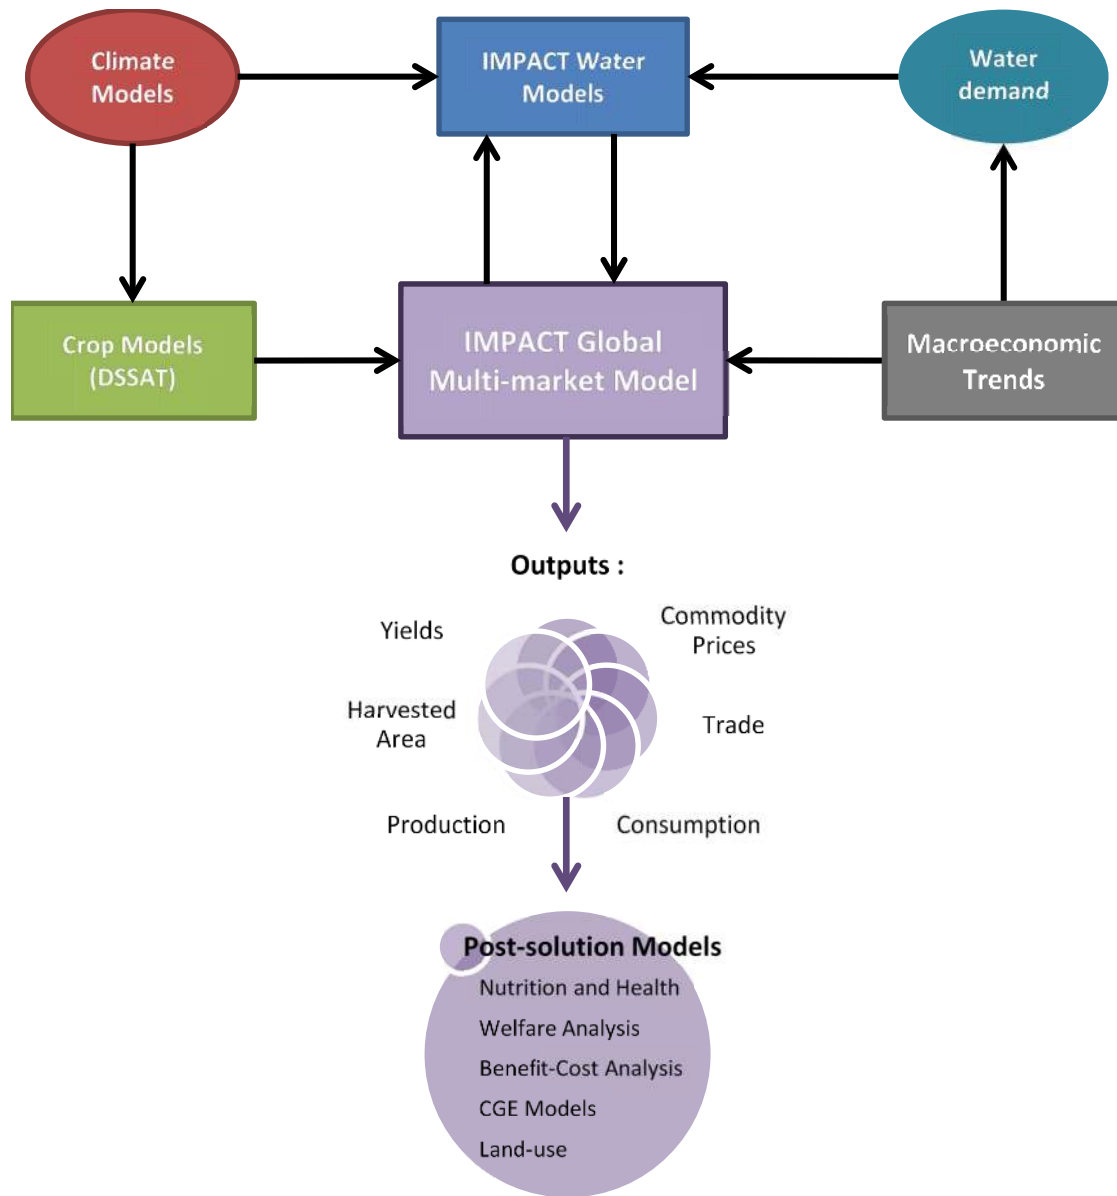 Climate
Models
IMPACT Water
Models
Water
demand
Crop Models
(DSSAT)
IMPACT Global
Multi-market Model
Macroeconomic
Trends
Outputs :
Yields
Commodity
Prices
Harvested
Area
Trade
Production
Consumption
Post-solution Models
Nutrition and Health
Welfare Analysis
Benefit-Cost Analysis
CGE Models
Land-use